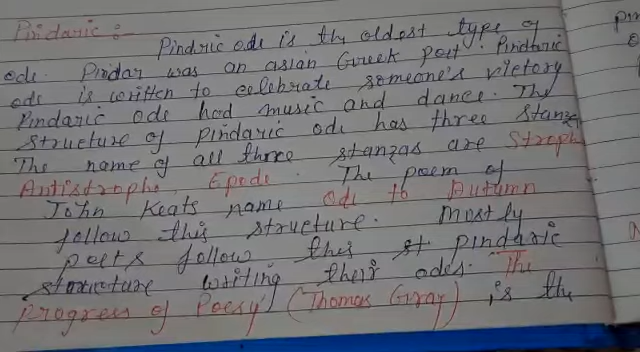 Pindaric :-
Pindric ode is the oldest type of
ode. Pindar was an asian Greek poet. Pindaric
ode is written to celebrate someone's victory
Pindaric ode had music and dance. The
structure of pindaric ode has three stanza
The name of all three stanzas are Stroph
Antistrophe, Epode. The poem of
John Keats name Ode to Autumn
follow this structure. Mostly
poets follow this st pindaric
structure writing their odes. The
Progress of Poesy (Thomas Gray) is the